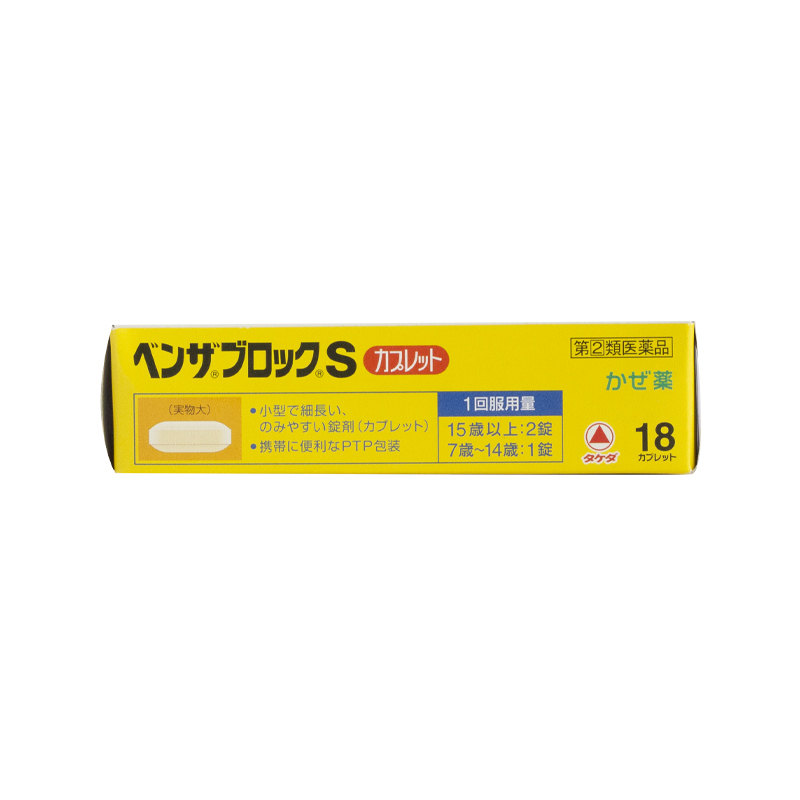 ベンザ®ブロック®S カプレット
指定②類医薬品
かぜ薬
(実物大)
●小型で細長い、
のみやすい錠剤(カプレット)
●携帯に便利なPTP包装
1回服用量
15歳以上:2錠
7歳~14歳:1錠
タケダ
18
カプレット